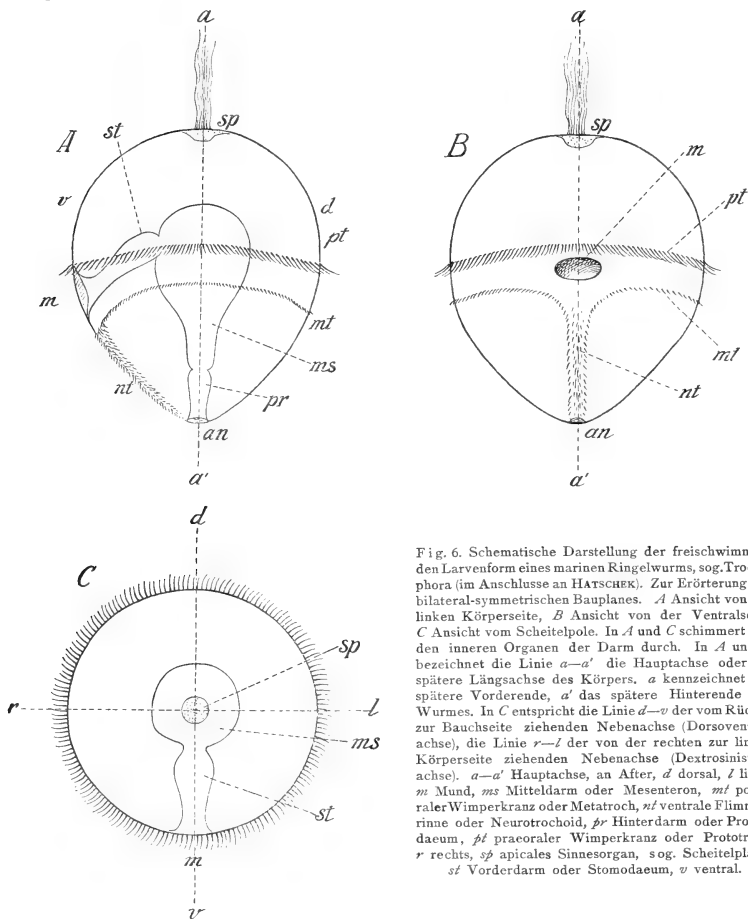 a
a
A
st
sp
B
sp
m
v
d
pt
pt
m
mt
ms
mt
nt
pr
nt
an
an
a'
a'
d
C
sp
r
l
ms
st
m
v
Fig. 6. Schematische Darstellung der freischwimm
den Larvenform eines marinen Ringelwurms, sog. Tro
phora (im Anschlusse an HATSCHEK). Zur Erörterung
bilateral-symmetrischen Bauplanes. A Ansicht von
linken Körperseite, B Ansicht von der Ventrals
C Ansicht vom Scheitelpole. In A und C schimmert
den inneren Organen der Darm durch. In A un
bezeichnet die Linie a—a' die Hauptachse oder
spätere Längsachse des Körpers. a kennzeichnet
spätere Vorderende, a' das spätere Hinterende
Wurmes. In C entspricht die Linie d—v der vom Rüc
zur Bauchseite ziehenden Nebenachse (Dorsoven
achse), die Linie r—l der von der rechten zur lin
Körperseite ziehenden Nebenachse (Dextrosinis
achse). a—a' Hauptachse, an After, d dorsal, l li
m Mund, ms Mitteldarm oder Mesenteron, mt po
raler Wimperkranz oder Metatroch, nt ventrale Flimm
rinne oder Neurotrochoid, pr Hinterdarm oder Pro
daeum, pt praeoraler Wimperkranz oder Prototr
r rechts, sp apicales Sinnesorgan, sog. Scheitelpl
st Vorderdarm oder Stomodaeum, v ventral.